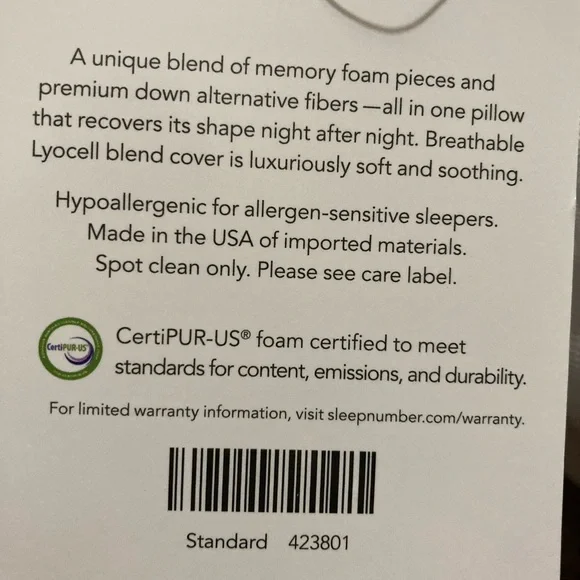 A unique blend of memory foam pieces and
premium down alternative fibers—all in one pillow
that recovers its shape night after night. Breathable
Lyocell blend cover is luxuriously soft and soothing.
Hypoallergenic for allergen-sensitive sleepers.
Made in the USA of imported materials.
Spot clean only. Please see care label.
CertiPUR-US
CertiPUR-US® foam certified to meet
standards for content, emissions, and durability.
For limited warranty information, visit sleepnumber.com/warranty.
Standard 423801